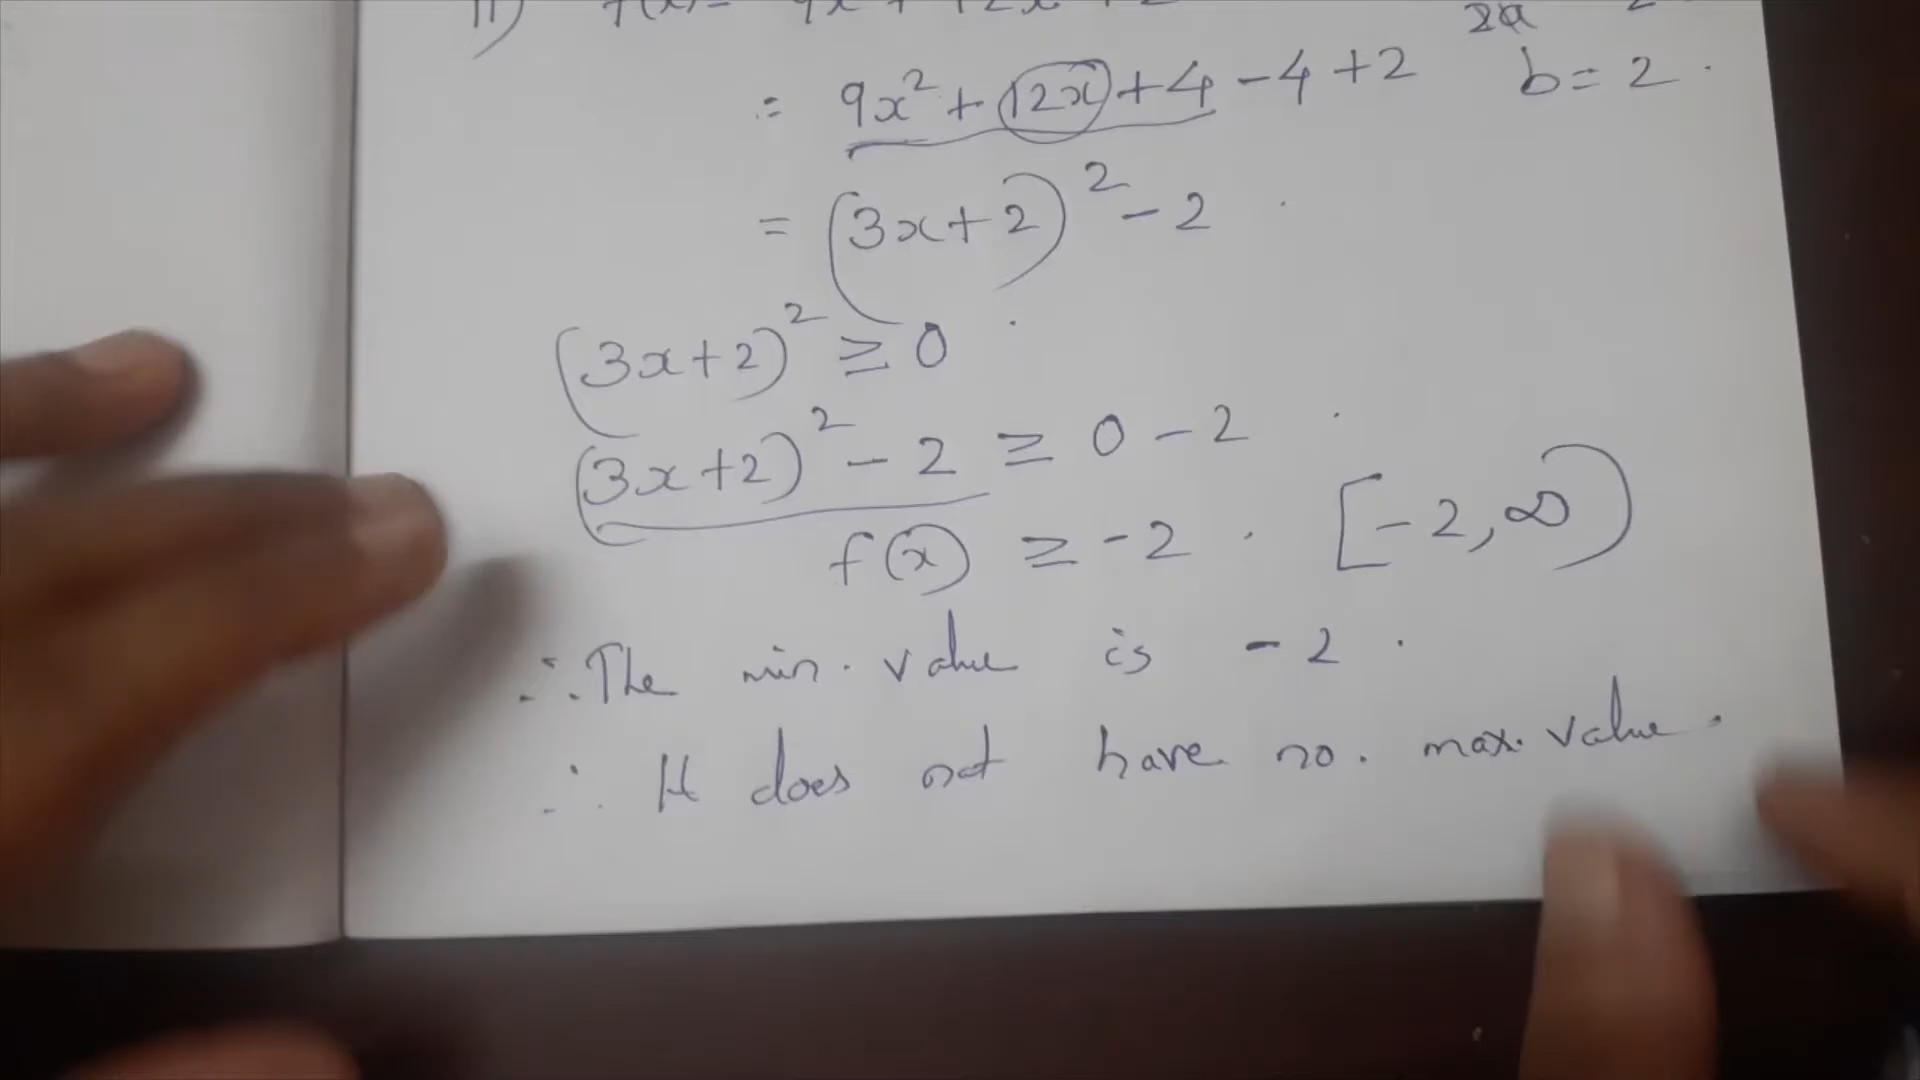 = 9x² + 12x + 4 - 4 + 2
b = 2.
= (3x+2)² - 2
(3x+2)² ≥ 0
(3x+2)² - 2 ≥ 0 - 2
f(x) ≥ -2. [-2, ∞)
∴ The min. value is -2.
∴ It does not have no. max. value.